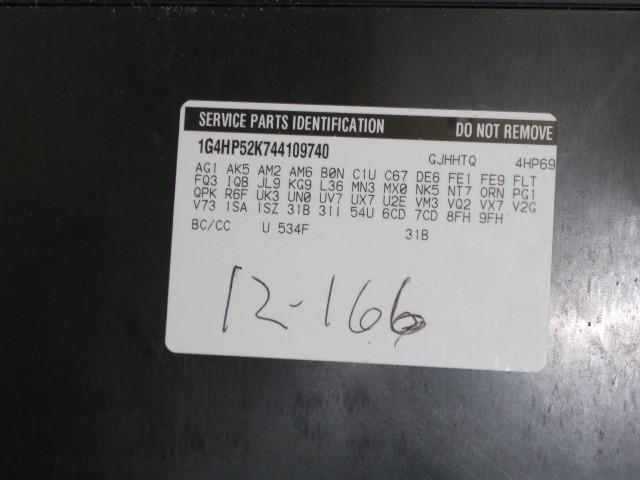 SERVICE PARTS IDENTIFICATION DO NOT REMOVE
1G4HP52K744109740 GJHHTQ 4HP69
AG1 AK5 AM2 AM6 B0N C1U C67 DE6 FE1 FE9 FLT
FQ3 IQB JL9 KG9 L36 MN3 MX0 NK5 NT7 ORN PG1
QPK R6F UK3 UN0 UV7 UX7 U2E VM3 VQ2 VX7 V2G
V73 1SA 1SZ 31B 31I 54U 6CD 7CD 8FH 9FH
BC/CC U 534F 31B
12-166